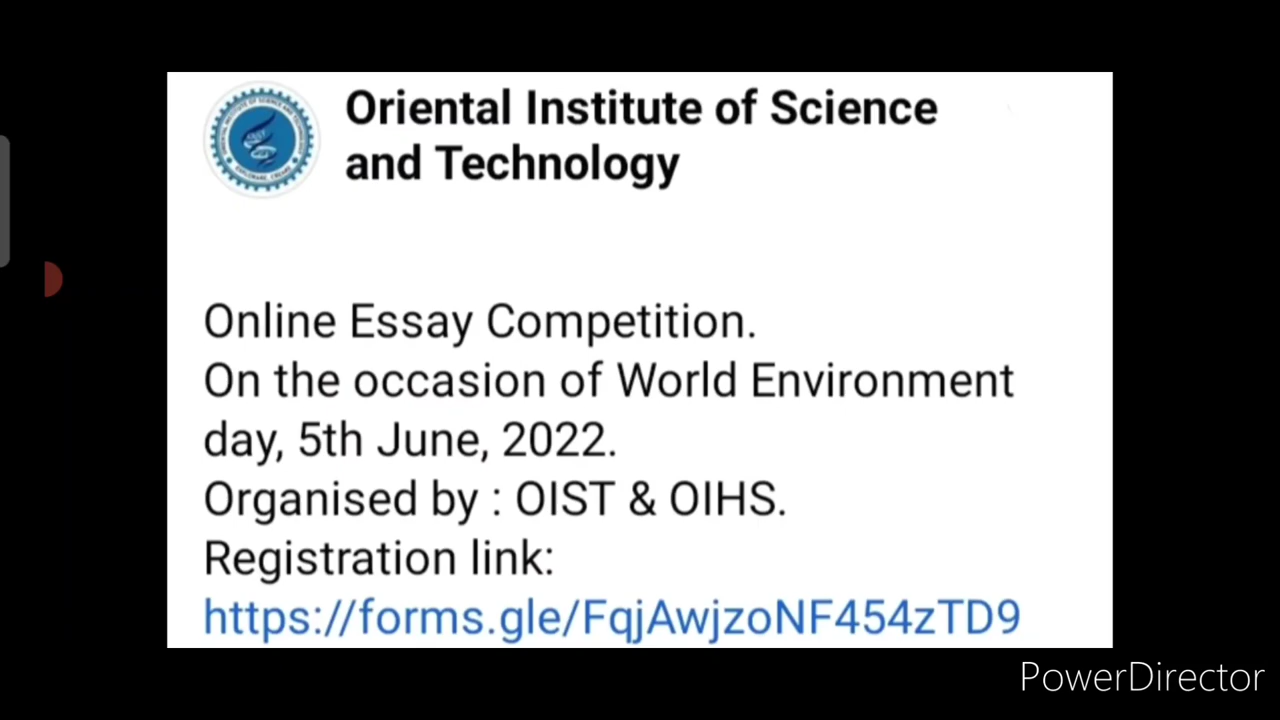 Oriental Institute of Science
and Technology
Online Essay Competition.
On the occasion of World Environment
day, 5th June, 2022.
Organised by : OIST & OIHS.
Registration link:
https://forms.gle/FqjAwjzoNF454zTD9
PowerDirector